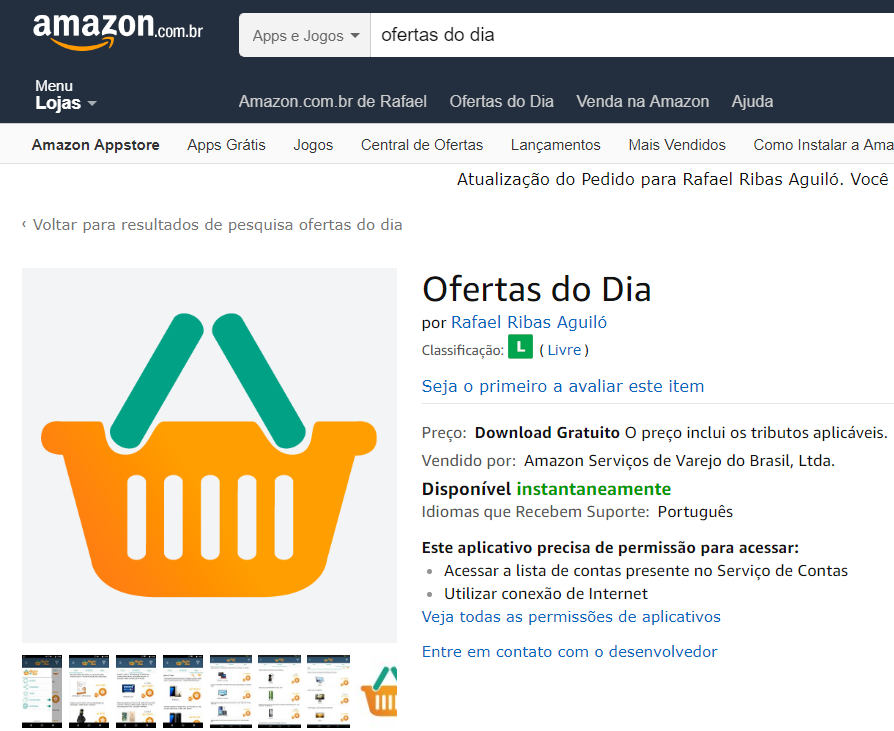 amazon.com.br
Apps e Jogos
ofertas do dia
Menu
Lojas
Amazon.com.br de Rafael Ofertas do Dia Venda na Amazon Ajuda
Amazon Appstore Apps Grátis Jogos Central de Ofertas Lançamentos Mais Vendidos Como Instalar a Ama
Atualização do Pedido para Rafael Ribas Aguiló. Você
‹ Voltar para resultados de pesquisa ofertas do dia
Ofertas do Dia
por Rafael Ribas Aguiló
Classificação: L ( Livre )
Seja o primeiro a avaliar este item
Preço: Download Gratuito O preço inclui os tributos aplicáveis.
Vendido por: Amazon Serviços de Varejo do Brasil, Ltda.
Disponível instantaneamente
Idiomas que Recebem Suporte: Português
Este aplicativo precisa de permissão para acessar:
• Acessar a lista de contas presente no Serviço de Contas
• Utilizar conexão de Internet
Veja todas as permissões de aplicativos
Entre em contato com o desenvolvedor